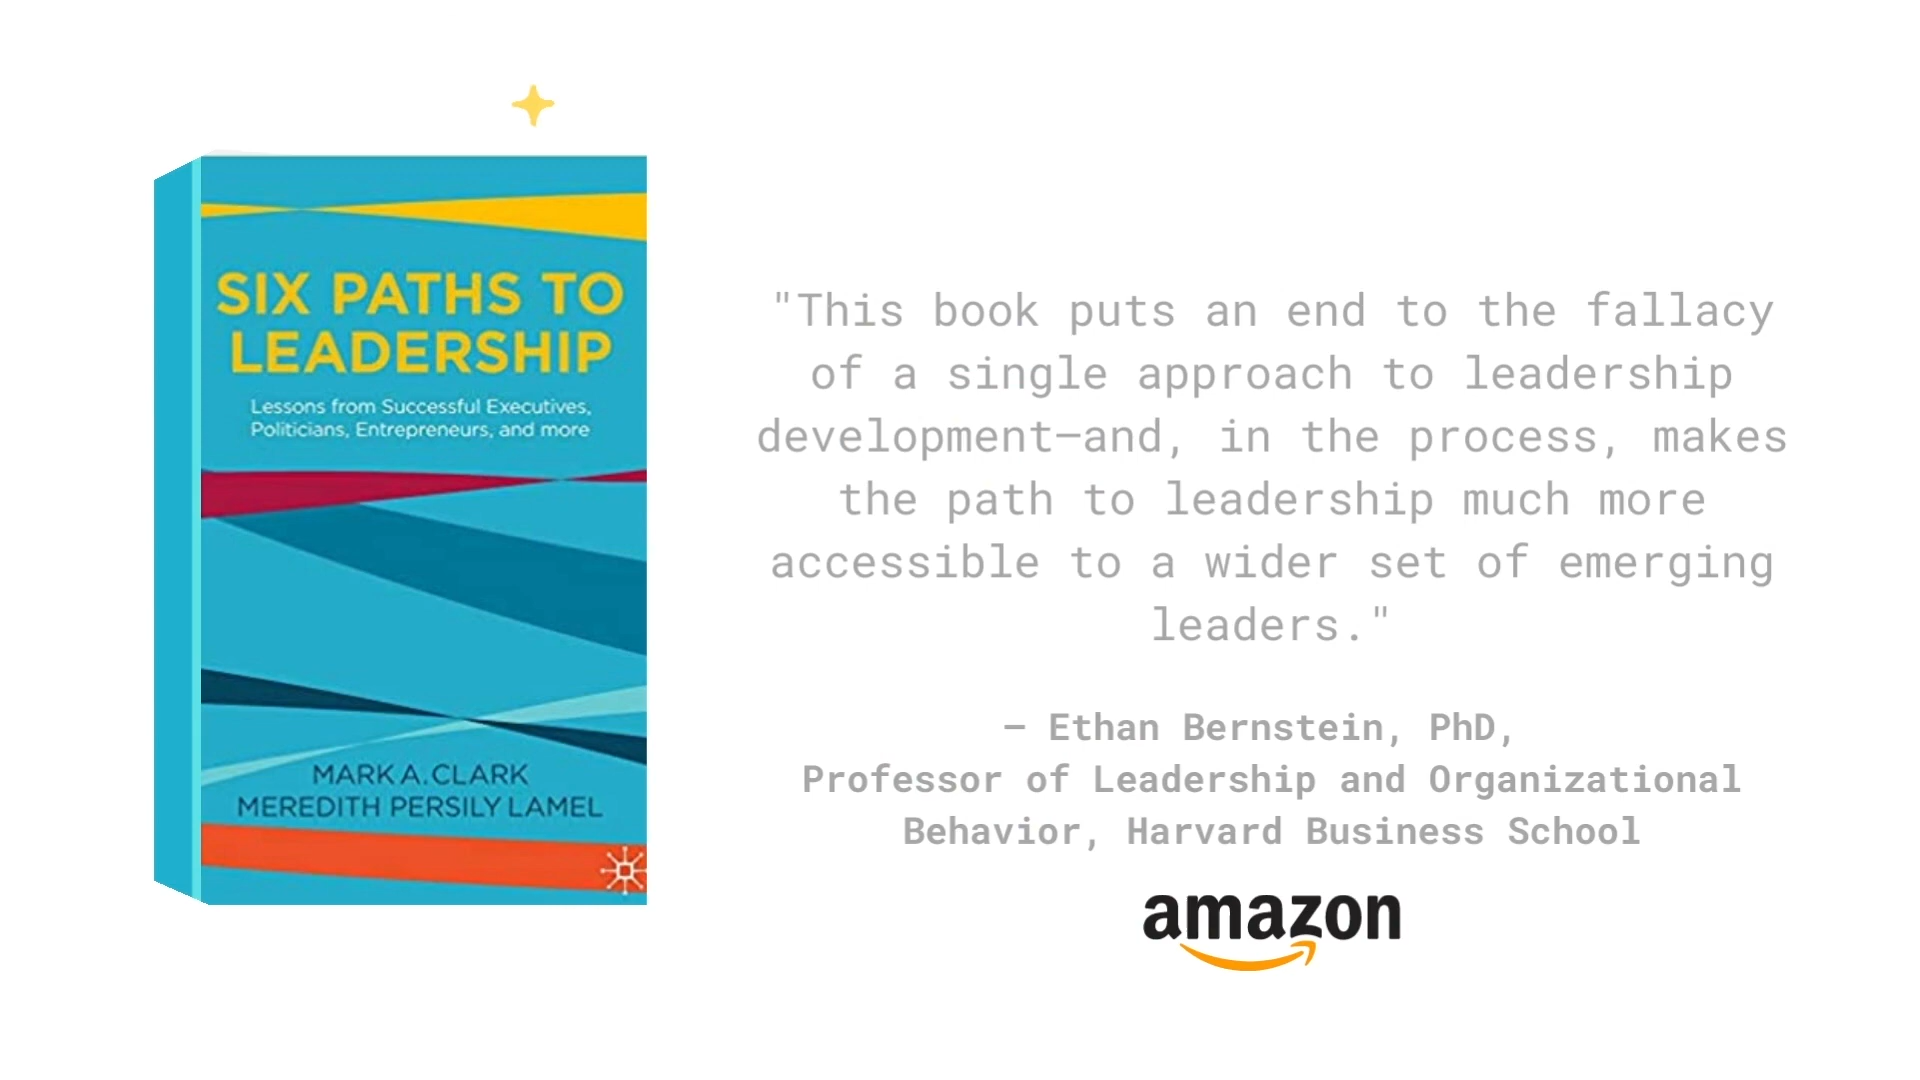 SIX PATHS TO
LEADERSHIP
Lessons from Successful Executives,
Politicians, Entrepreneurs, and more
MARK A. CLARK
MEREDITH PERSILY LAMEL
"This book puts an end to the fallacy
of a single approach to leadership
development—and, in the process, makes
the path to leadership much more
accessible to a wider set of emerging
leaders."
— Ethan Bernstein, PhD,
Professor of Leadership and Organizational
Behavior, Harvard Business School
amazon